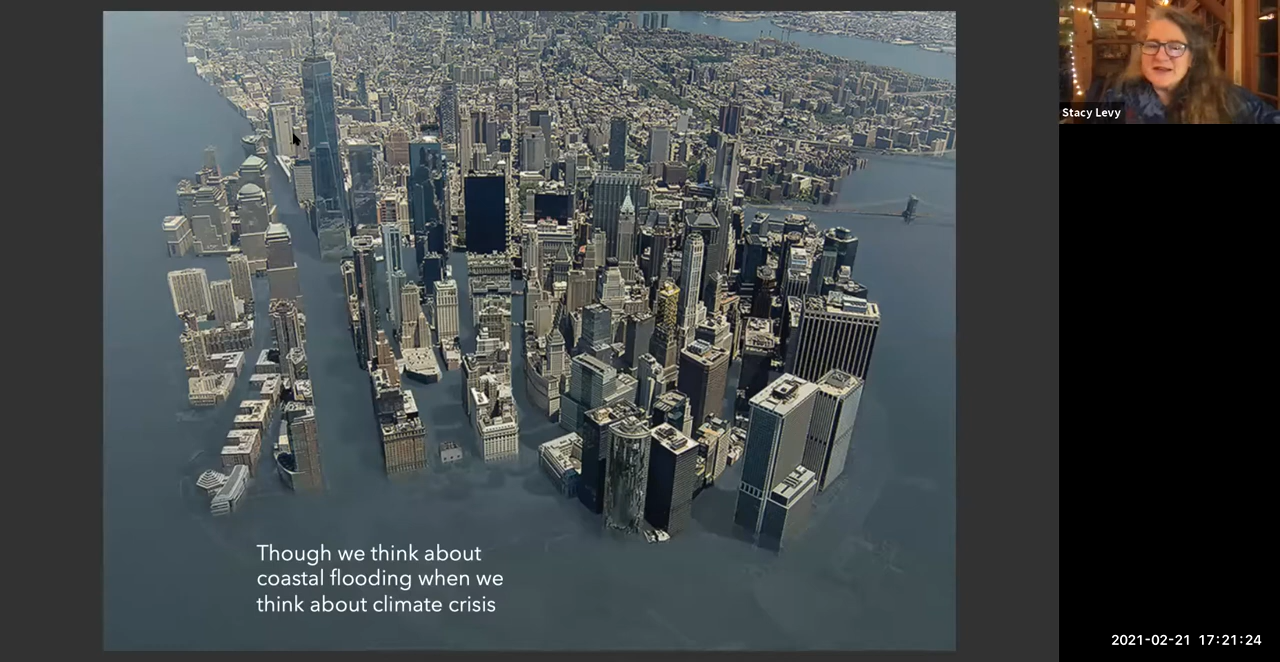 Though we think about
coastal flooding when we
think about climate crisis
Stacy Levy
2021-02-21 17:21:24